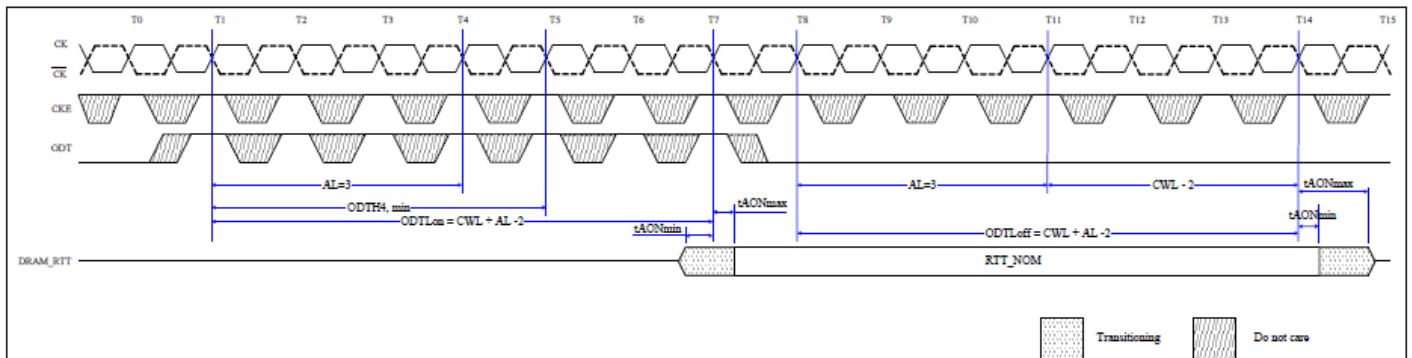 T0 T1 T2 T3 T4 T5 T6 T7 T8 T9 T10 T11 T12 T13 T14 T15
CK
CK
CKE
ODT
AL=3 AL=3 CWL - 2 tAONmax
ODTH4, min tAONmax
ODTLon = CWL + AL -2 tAONmin
tAONmin ODTLoff = CWL + AL -2
DRAM_RTT RTT_NOM
Transitioning Do not care